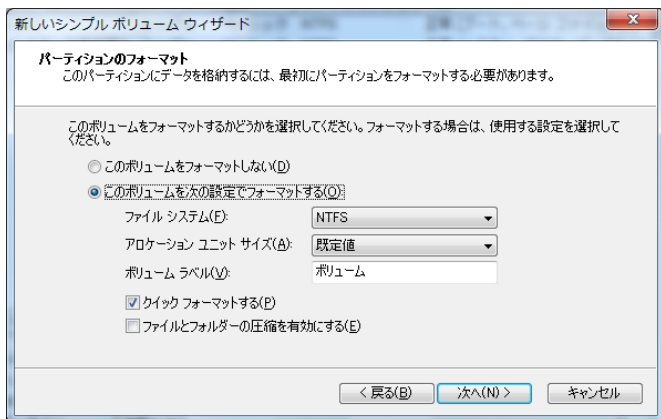 新しいシンプル ボリューム ウィザード
パーティションのフォーマット
このパーティションにデータを格納するには、最初にパーティションをフォーマットする必要があります。
このボリュームをフォーマットするかどうかを選択してください。フォーマットする場合は、使用する設定を選択して
ください。
このボリュームをフォーマットしない(D)
このボリュームを次の設定でフォーマットする(O):
ファイル システム(F): NTFS
アロケーション ユニット サイズ(A): 既定値
ボリューム ラベル(V): ボリューム
クイック フォーマットする(P)
ファイルとフォルダーの圧縮を有効にする(E)
< 戻る(B) 次へ(N) > キャンセル